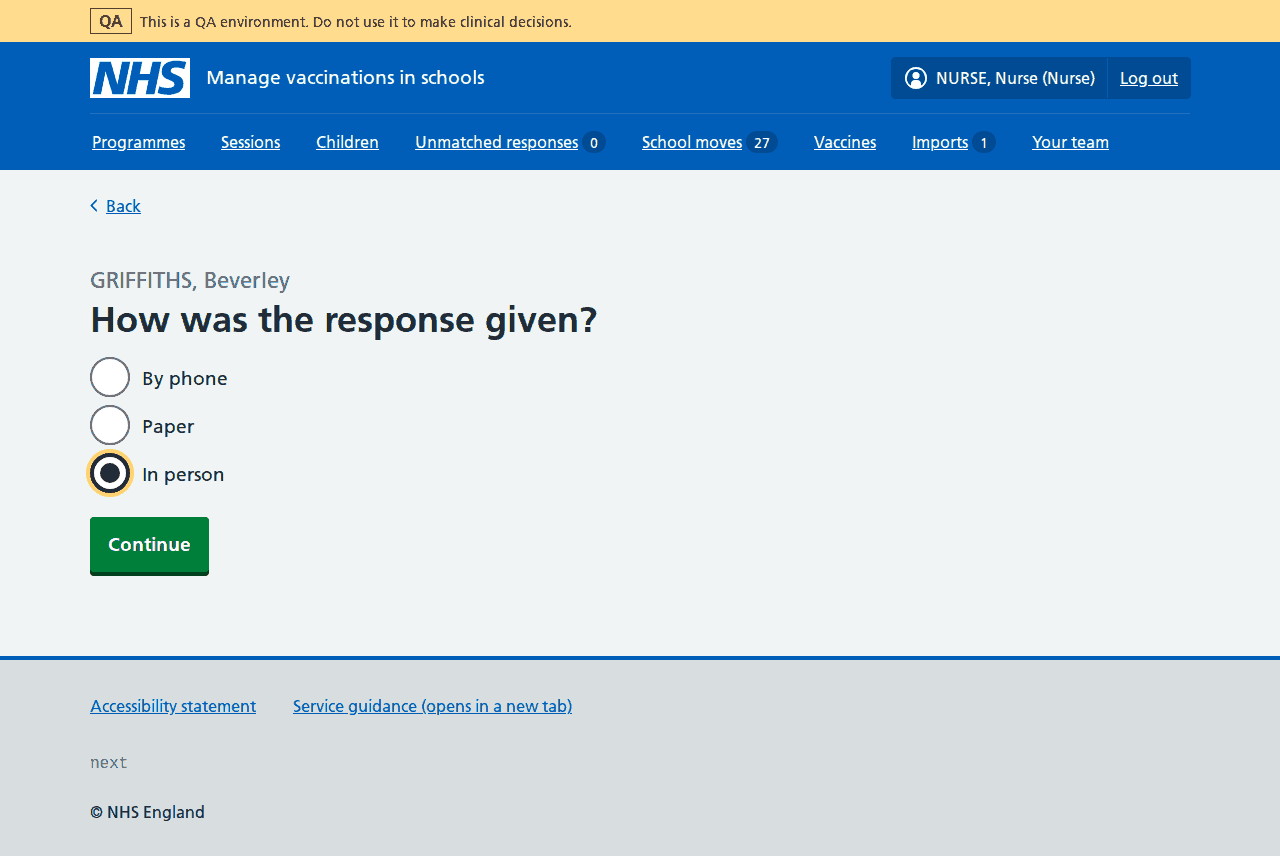 QA This is a QA environment. Do not use it to make clinical decisions.
NHS Manage vaccinations in schools NURSE, Nurse (Nurse) Log out
Programmes Sessions Children Unmatched responses 0 School moves 27 Vaccines Imports 1 Your team
Back
GRIFFITHS, Beverley
How was the response given?
By phone
Paper
In person
Continue
Accessibility statement Service guidance (opens in a new tab)
next
© NHS England